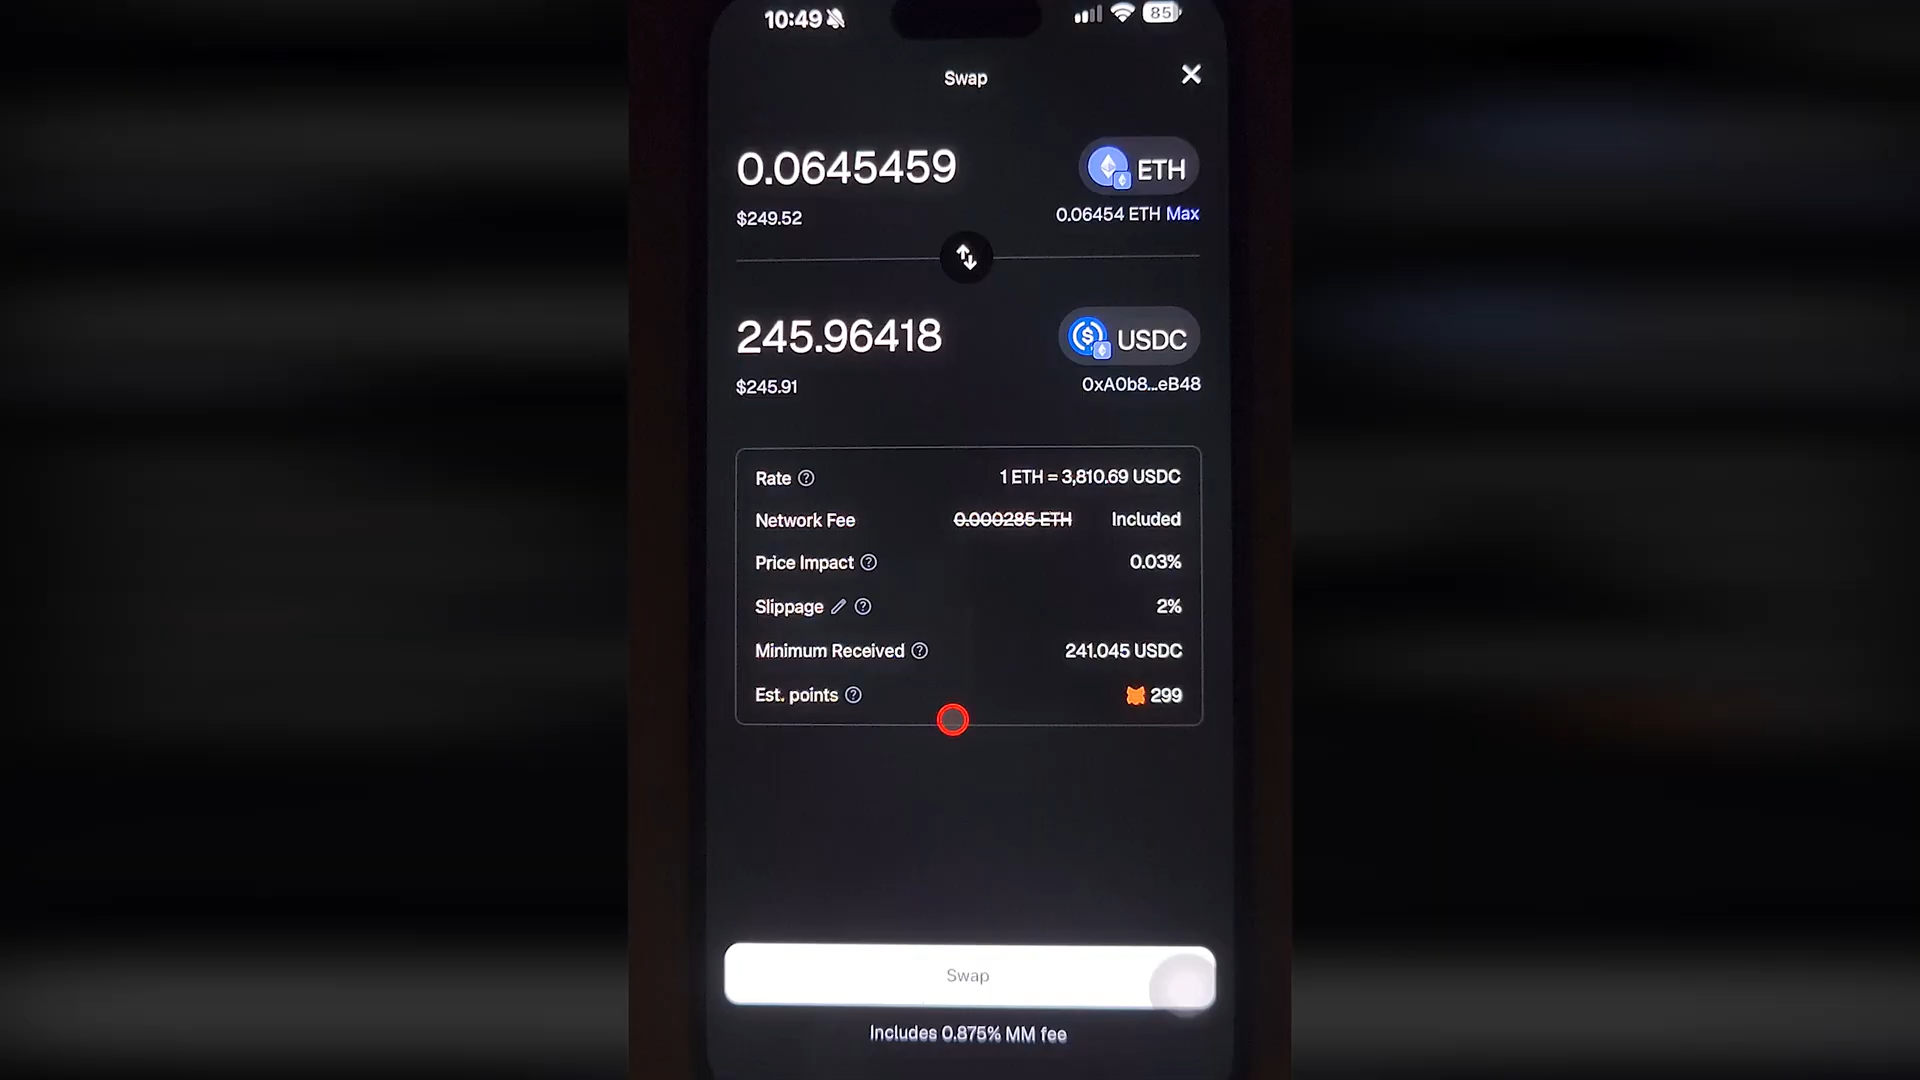 10:49
85
Swap
0.0645459
ETH
$249.52
0.06454 ETH Max
245.96418
USDC
$245.91
0xA0b8...eB48
Rate
1 ETH = 3,810.69 USDC
Network Fee
0.000285 ETH Included
Price Impact
0.03%
Slippage
2%
Minimum Received
241.045 USDC
Est. points
299
Swap
Includes 0.875% MM fee